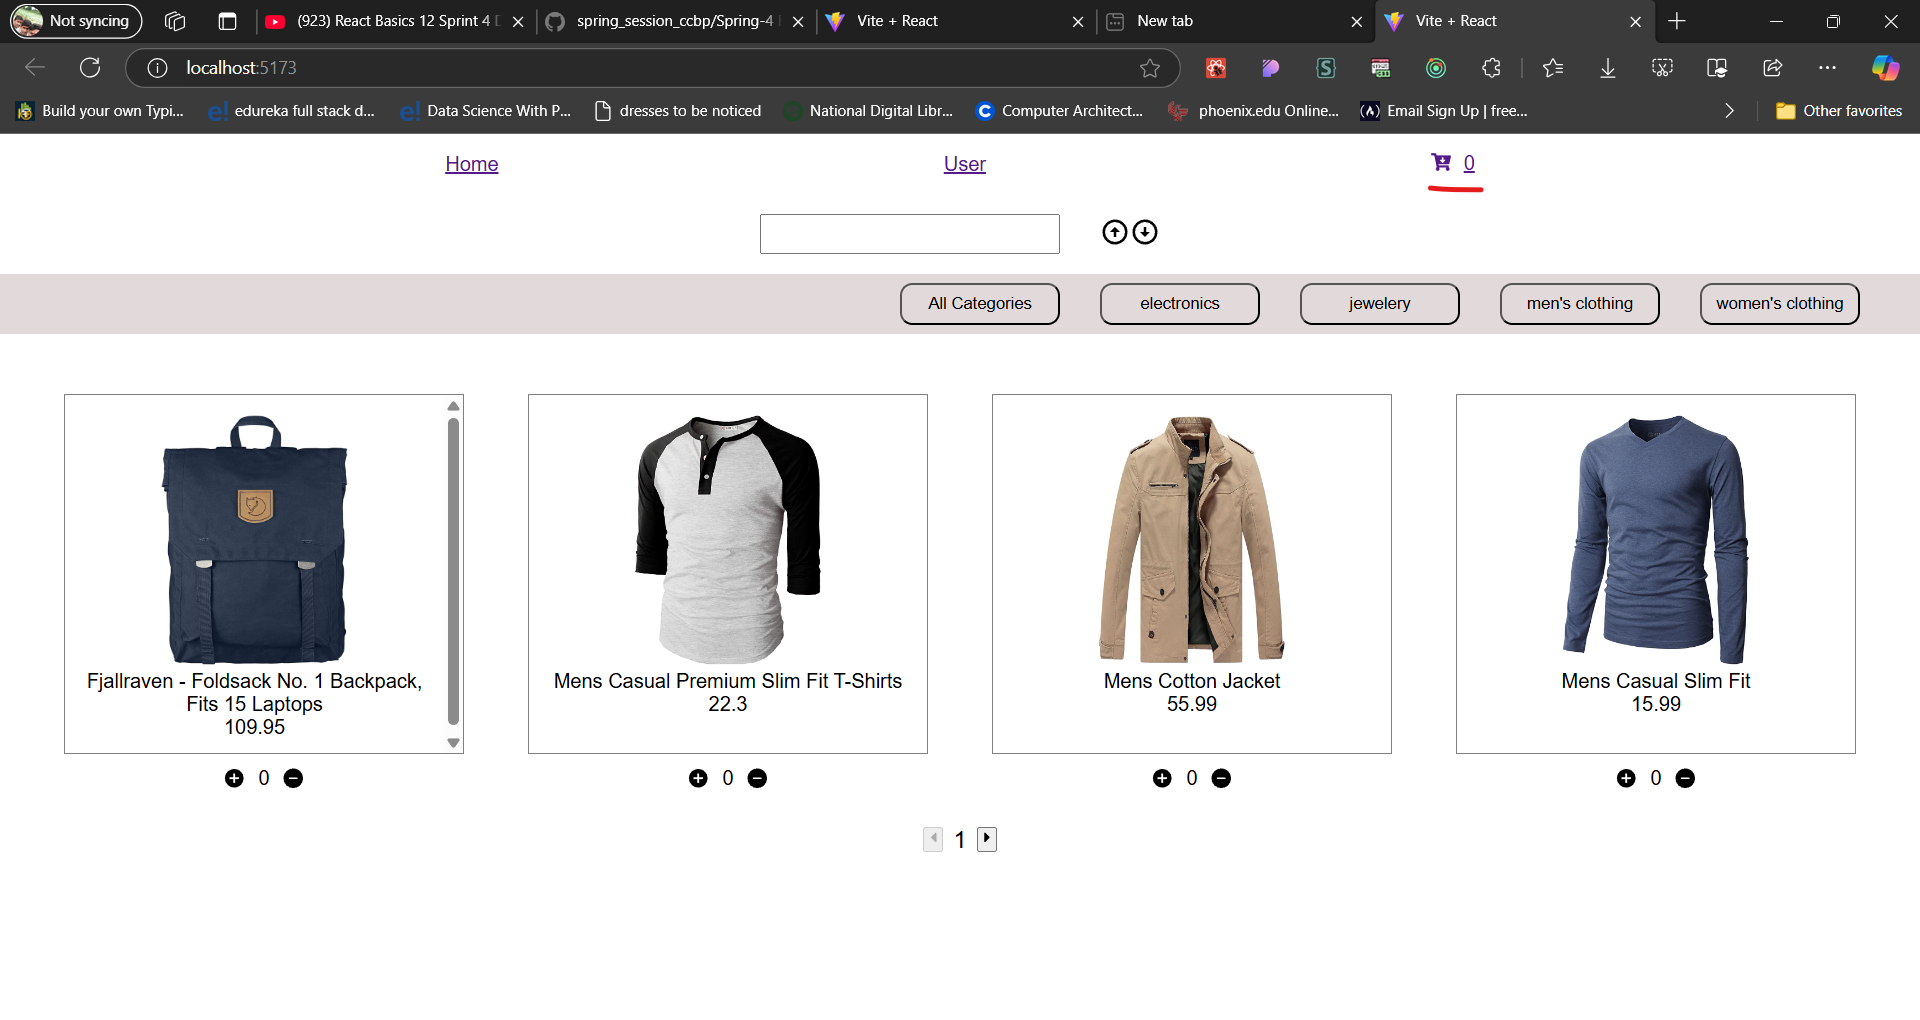 Not syncing
(923) React Basics 12 Sprint 4
spring_session_ccbp/Spring-4
Vite + React
New tab
Vite + React
localhost:5173
Build your own Typi...
edureka full stack d...
Data Science With P...
dresses to be noticed
National Digital Libr...
Computer Architect...
phoenix.edu Online...
Email Sign Up | free...
Other favorites
Home
User
0
All Categories
electronics
jewelery
men's clothing
women's clothing
Fjallraven - Foldsack No. 1 Backpack,
Fits 15 Laptops
109.95
0
Mens Casual Premium Slim Fit T-Shirts
22.3
0
Mens Cotton Jacket
55.99
0
Mens Casual Slim Fit
15.99
0
1